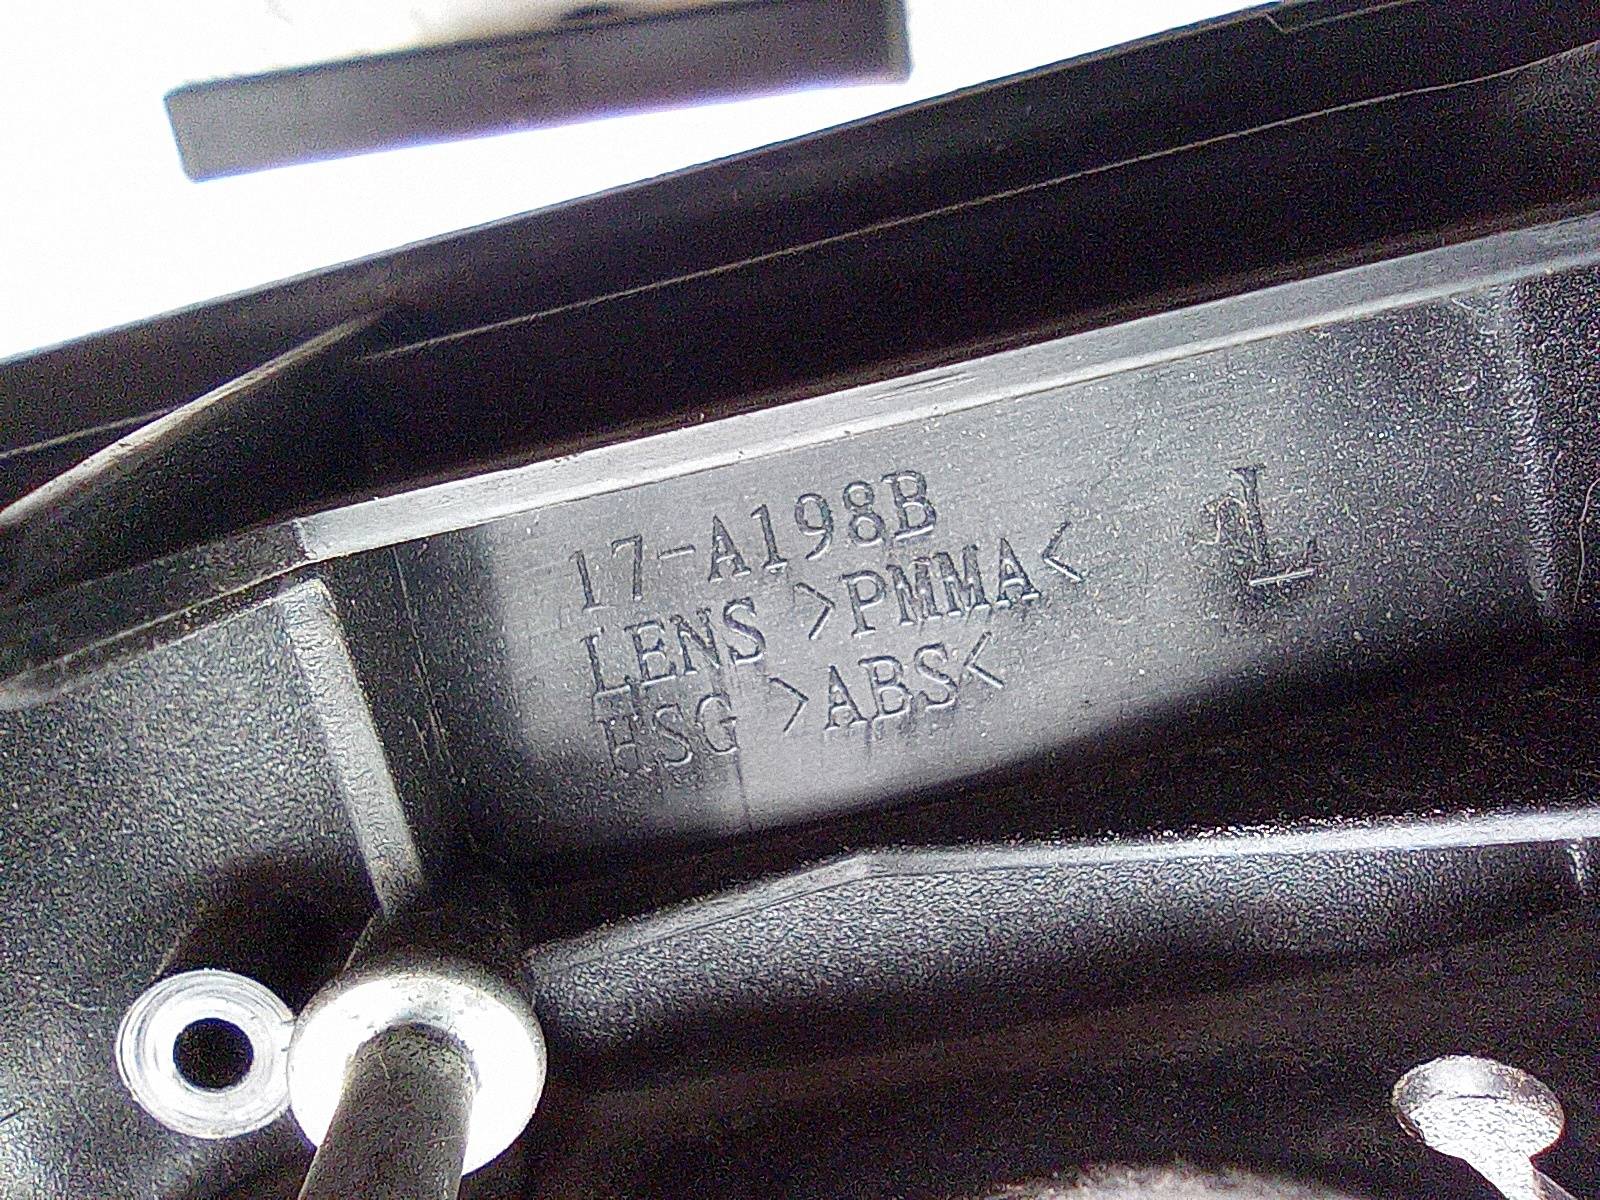 17-A198B
LENS >PMMA<
HSG >ABS<
L